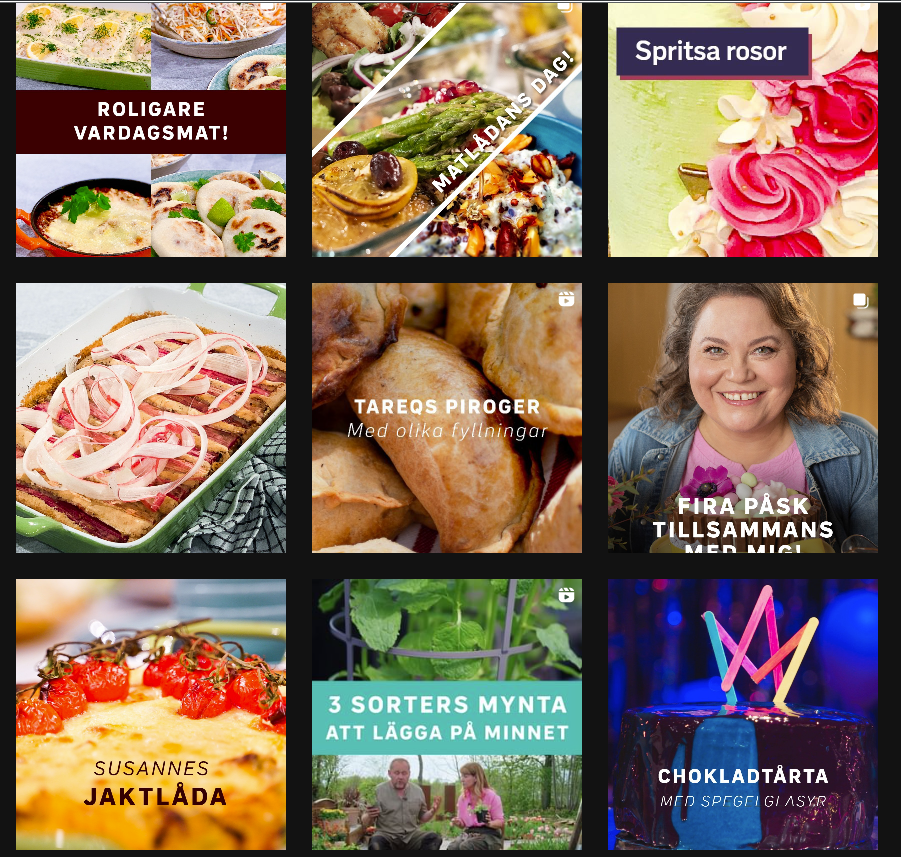 ROLIGARE
VARDAGSMAT!
MATLÅDANS DAG!
Spritsa rosor
TAREQS PIROGER
Med olika fyllningar
FIRA PÅSK
TILLSAMMANS
MED MIG!
SUSANNES
JAKTLÅDA
3 SORTERS MYNTA
ATT LÄGGA PÅ MINNET
CHOKLADTÅRTA
MED SPEGELGLASYR